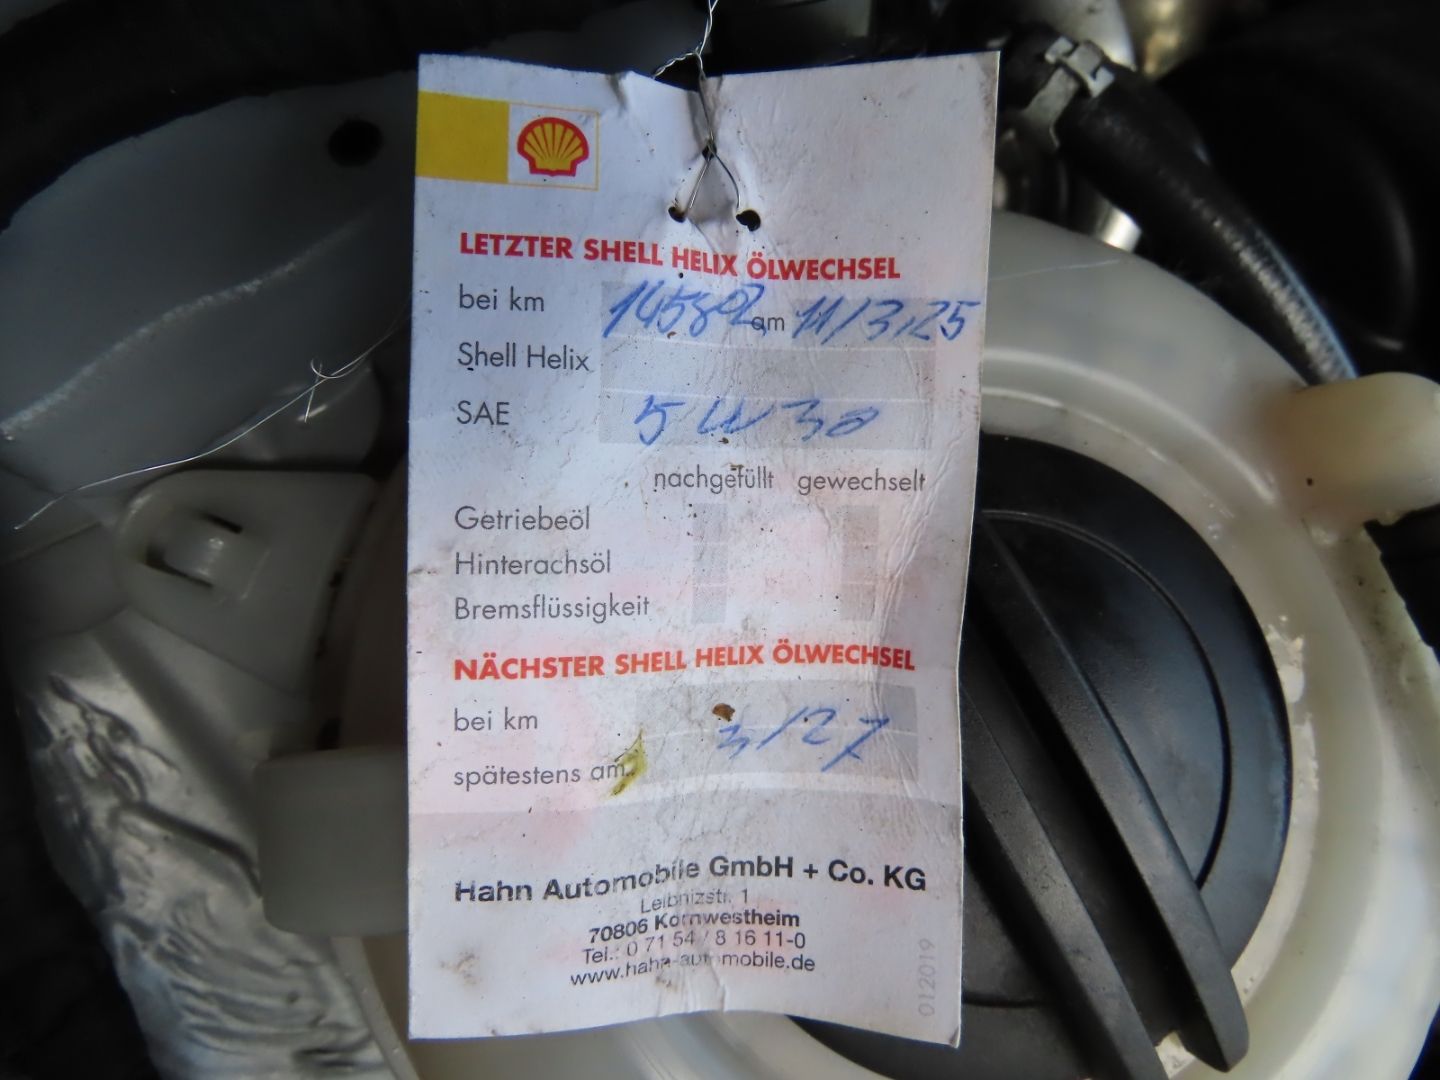 LETZTER SHELL HELIX ÖLWECHSEL
bei km 145802 am 11/3,25
Shell Helix
SAE 5W30
nachgefüllt gewechselt
Getriebeöl
Hinterachsöl
Bremsflüssigkeit
NÄCHSTER SHELL HELIX ÖLWECHSEL
bei km 3/27
spätestens am
Hahn Automobile GmbH + Co. KG
Leibnizstr. 1
70806 Kornwestheim
Tel.: 0 71 54 / 8 16 11-0
www.hahn-automobile.de
012019